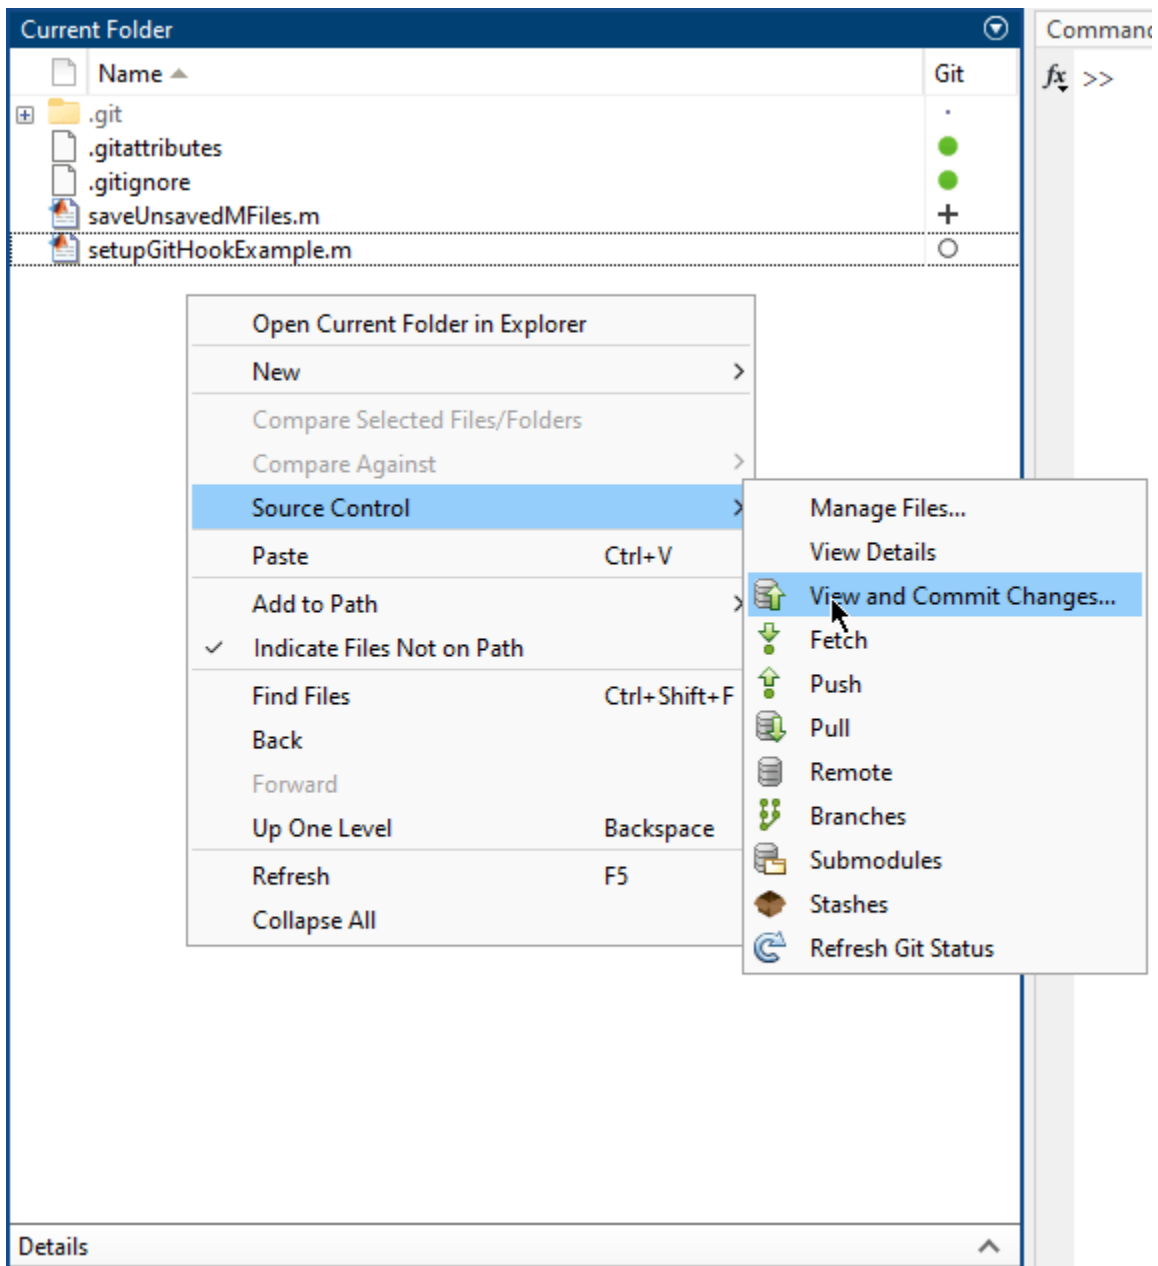 Current Folder
Command
Name
Git
fx >>
.git
.gitattributes
.gitignore
saveUnsavedMFiles.m
setupGitHookExample.m
Open Current Folder in Explorer
New
Compare Selected Files/Folders
Compare Against
Source Control
Paste Ctrl+V
Add to Path
Indicate Files Not on Path
Find Files Ctrl+Shift+F
Back
Forward
Up One Level Backspace
Refresh F5
Collapse All
Manage Files...
View Details
View and Commit Changes...
Fetch
Push
Pull
Remote
Branches
Submodules
Stashes
Refresh Git Status
Details